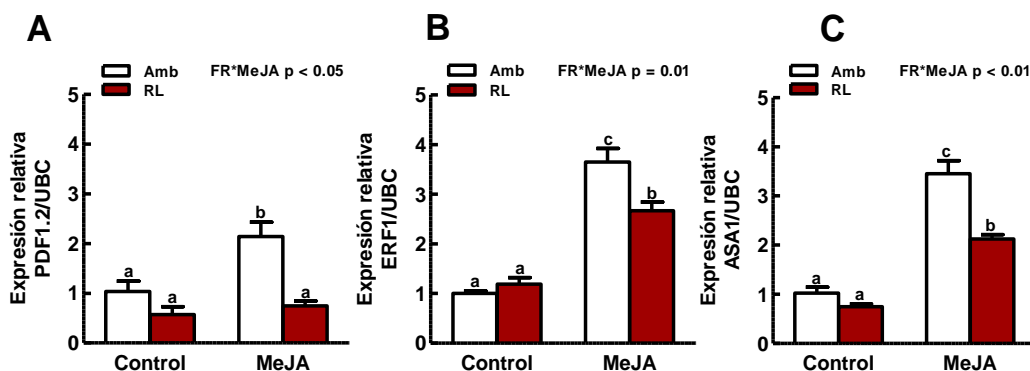 A
Amb
RL
FR*MeJA p < 0.05
Expresión relativa
PDF1.2/UBC
5
4
3
2
1
0
a
a
b
a
Control
MeJA
B
Amb
RL
FR*MeJA p = 0.01
Expresión relativa
ERF1/UBC
5
4
3
2
1
0
a
a
c
b
Control
MeJA
C
Amb
RL
FR*MeJA p < 0.01
Expresión relativa
ASA1/UBC
5
4
3
2
1
0
a
a
c
b
Control
MeJA